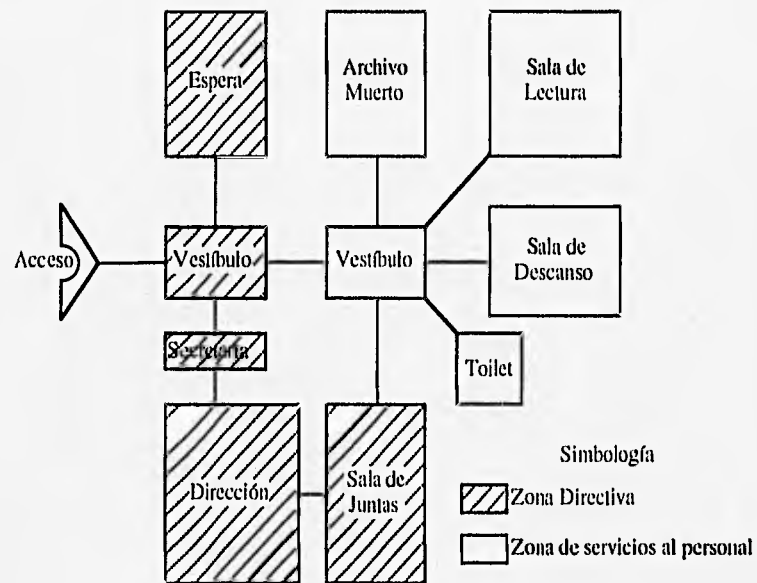 Espera
Archivo
Muerto
Sala de
Lectura
Acceso
Vestíbulo
Vestíbulo
Sala de
Descanso
Secretaria
Toilet
Dirección
Sala de
Juntas
Simbología
Zona Directiva
Zona de servicios al personal